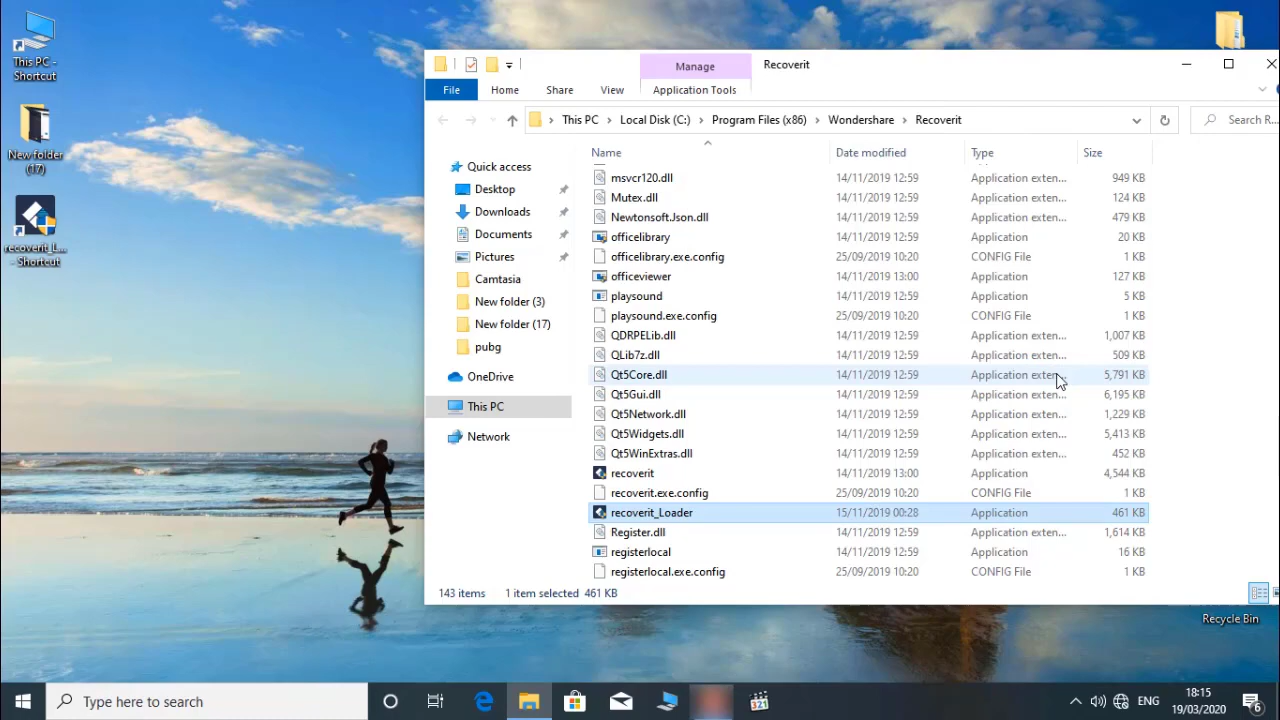 This PC -
Shortcut
New folder
(17)
recoverit_L...
- Shortcut
Manage
Recoverit
File
Home
Share
View
Application Tools
This PC > Local Disk (C:) > Program Files (x86) > Wondershare > Recoverit
Search R...
Quick access
Desktop
Downloads
Documents
Pictures
Camtasia
New folder (3)
New folder (17)
pubg
OneDrive
This PC
Network
Name Date modified Type Size
msvcr120.dll 14/11/2019 12:59 Application exten... 949 KB
Mutex.dll 14/11/2019 12:59 Application exten... 124 KB
Newtonsoft.Json.dll 14/11/2019 12:59 Application exten... 479 KB
officelibrary 14/11/2019 12:59 Application 20 KB
officelibrary.exe.config 25/09/2019 10:20 CONFIG File 1 KB
officeviewer 14/11/2019 13:00 Application 127 KB
playsound 14/11/2019 12:59 Application 5 KB
playsound.exe.config 25/09/2019 10:20 CONFIG File 1 KB
QDRPELib.dll 14/11/2019 12:59 Application exten... 1,007 KB
QLib7z.dll 14/11/2019 12:59 Application exten... 509 KB
Qt5Core.dll 14/11/2019 12:59 Application exten... 5,791 KB
Qt5Gui.dll 14/11/2019 12:59 Application exten... 6,195 KB
Qt5Network.dll 14/11/2019 12:59 Application exten... 1,229 KB
Qt5Widgets.dll 14/11/2019 12:59 Application exten... 5,413 KB
Qt5WinExtras.dll 14/11/2019 12:59 Application exten... 452 KB
recoverit 14/11/2019 13:00 Application 4,544 KB
recoverit.exe.config 25/09/2019 10:20 CONFIG File 1 KB
recoverit_Loader 15/11/2019 00:28 Application 461 KB
Register.dll 14/11/2019 12:59 Application exten... 1,614 KB
registerlocal 14/11/2019 12:59 Application 16 KB
registerlocal.exe.config 25/09/2019 10:20 CONFIG File 1 KB
143 items 1 item selected 461 KB
Recycle Bin
Type here to search
321
ENG
18:15
19/03/2020
6